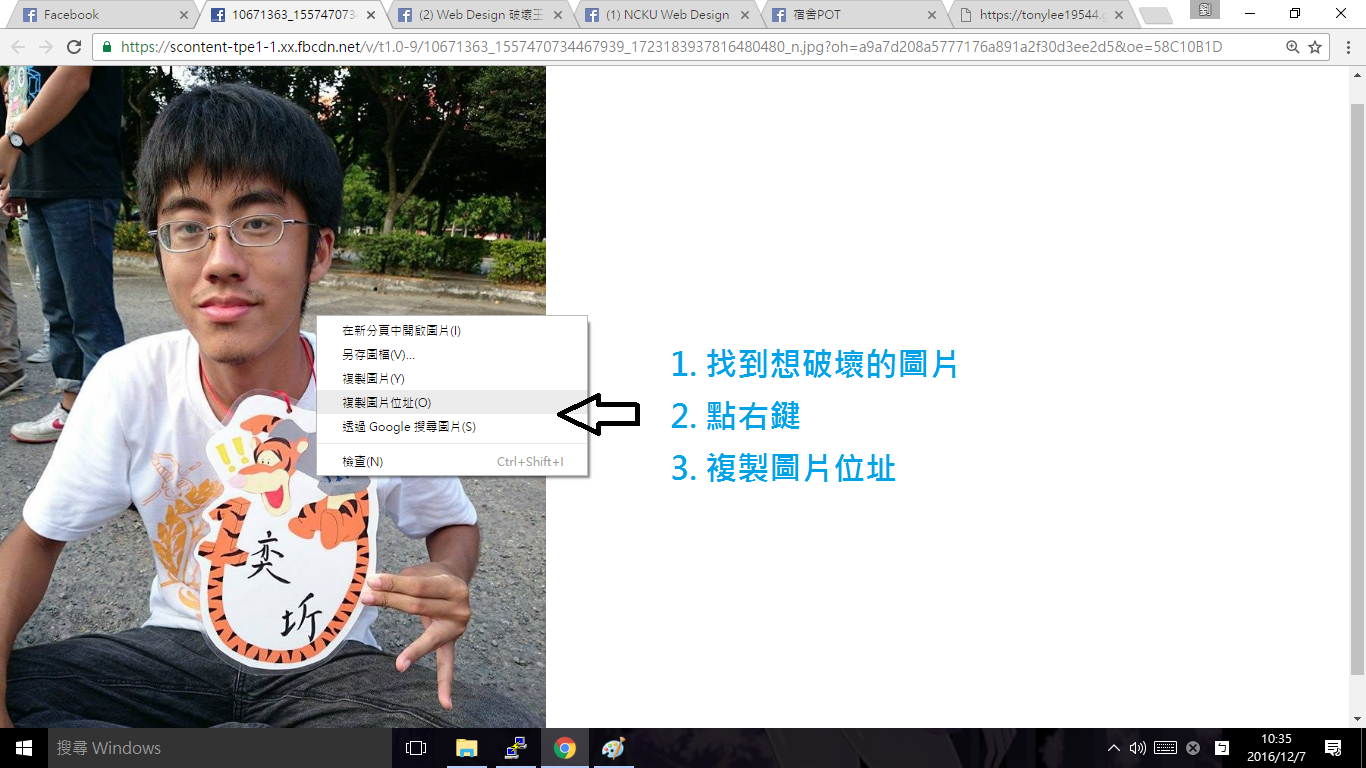 Facebook
10671363_1557470734
(2) Web Design 破壞王
(1) NCKU Web Design
宿舍POT
https://tonylee19544.g
https://scontent-tpe1-1.xx.fbcdn.net/v/t1.0-9/10671363_1557470734467939_1723183937816480480_n.jpg?oh=a9a7d208a5777176a891a2f30d3ee2d5&oe=58C10B1D
在新分頁中開啟圖片(I)
另存圖檔(V)...
複製圖片(Y)
複製圖片位址(O)
透過 Google 搜尋圖片(S)
檢查(N) Ctrl+Shift+I
1. 找到想破壞的圖片
2. 點右鍵
3. 複製圖片位址
!!
奕
圻
搜尋 Windows
10:35
2016/12/7